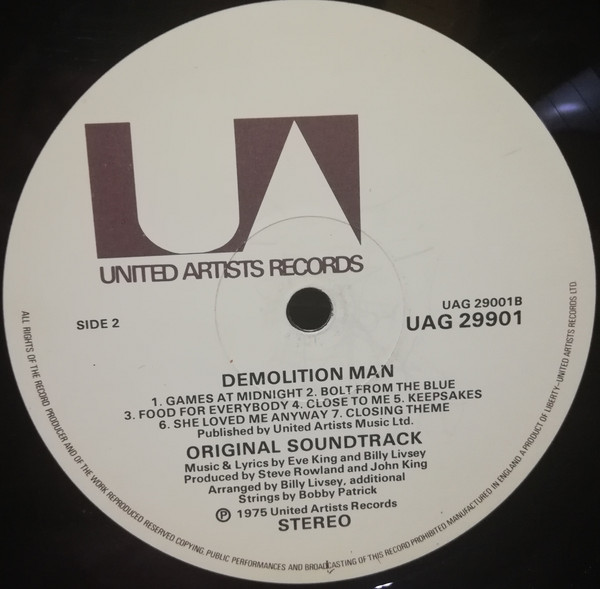 UA
UNITED ARTISTS RECORDS
SIDE 2
UAG 29001B
UAG 29901
DEMOLITION MAN
1. GAMES AT MIDNIGHT 2. BOLT FROM THE BLUE
3. FOOD FOR EVERYBODY 4. CLOSE TO ME 5. KEEPSAKES
6. SHE LOVED ME ANYWAY 7. CLOSING THEME
Published by United Artists Music Ltd.
ORIGINAL SOUNDTRACK
Music & Lyrics by Eve King and Billy Livsey
Produced by Steve Rowland and John King
Arranged by Billy Livsey, additional
Strings by Bobby Patrick
℗ 1975 United Artists Records
STEREO
ALL RIGHTS OF THE RECORD PRODUCER AND OF THE WORK REPRODUCED RESERVED COPYING, PUBLIC PERFORMANCES AND BROADCASTING OF THIS RECORD PROHIBITED MANUFACTURED IN ENGLAND A PRODUCT OF LIBERTY-UNITED ARTISTS RECORDS LTD.